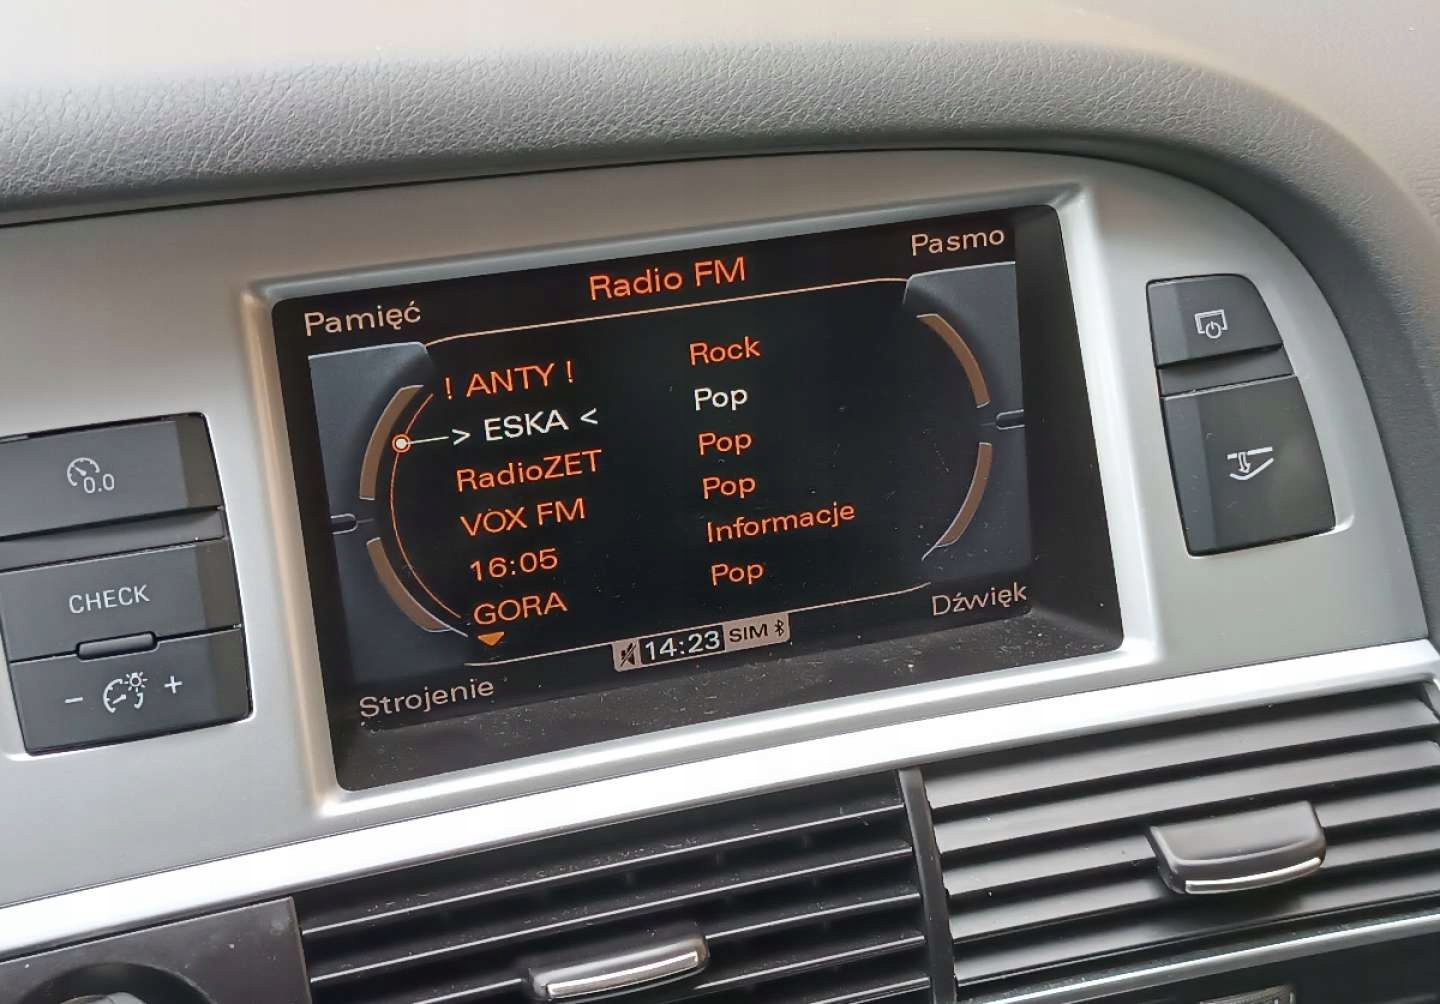 Pasmo
Radio FM
Pamięć
! ANTY ! Rock
> ESKA < Pop
RadioZET Pop
VOX FM Pop
16:05 Informacje
GORA Pop
14:23 SIM
Dźwięk
Strojenie
0.0
CHECK
- +